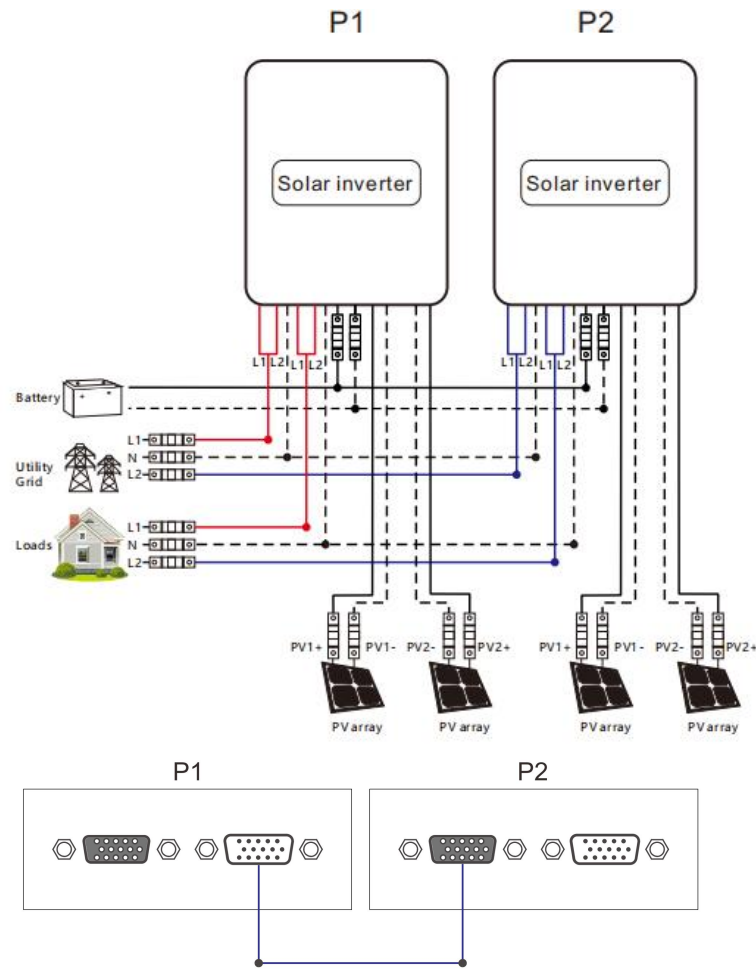 P1 P2
Solar inverter Solar inverter
L1 L2 L1 L2 L1 L2 L1 L2
Battery
L1
Utility N
Grid L2
L1
Loads N
L2
PV1+ PV1- PV2- PV2+ PV1+ PV1- PV2- PV2+
PV array PV array PV array PV array
P1 P2